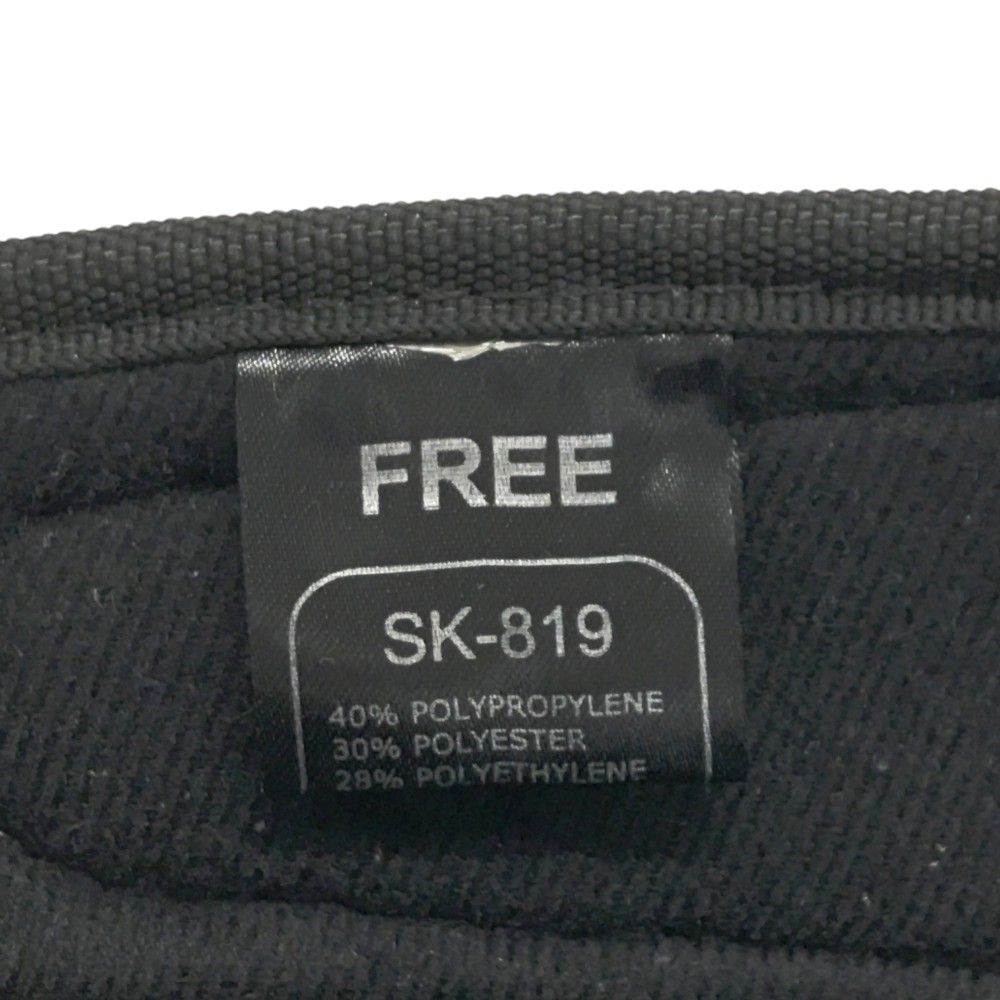 FREE
SK-819
40% POLYPROPYLENE
30% POLYESTER
28% POLYETHYLENE